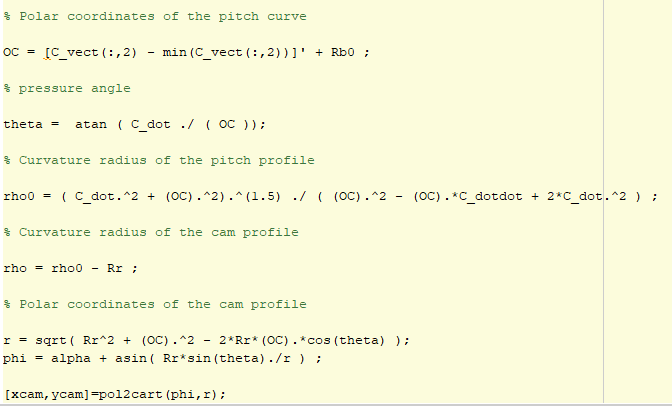 % Polar coordinates of the pitch curve
OC = [C_vect(:,2) - min(C_vect(:,2))]' + Rb0 ;
% pressure angle
theta =  atan ( C_dot ./ ( OC ));
% Curvature radius of the pitch profile
rho0 = ( C_dot.^2 + (OC).^2).^(1.5) ./ ( (OC).^2 - (OC).*C_dotdot + 2*C_dot.^2 ) ;
% Curvature radius of the cam profile
rho = rho0 - Rr ;
% Polar coordinates of the cam profile
r = sqrt( Rr^2 + (OC).^2 - 2*Rr*(OC).*cos(theta) );
phi = alpha + asin( Rr*sin(theta)./r ) ;
[xcam,ycam]=pol2cart(phi,r);